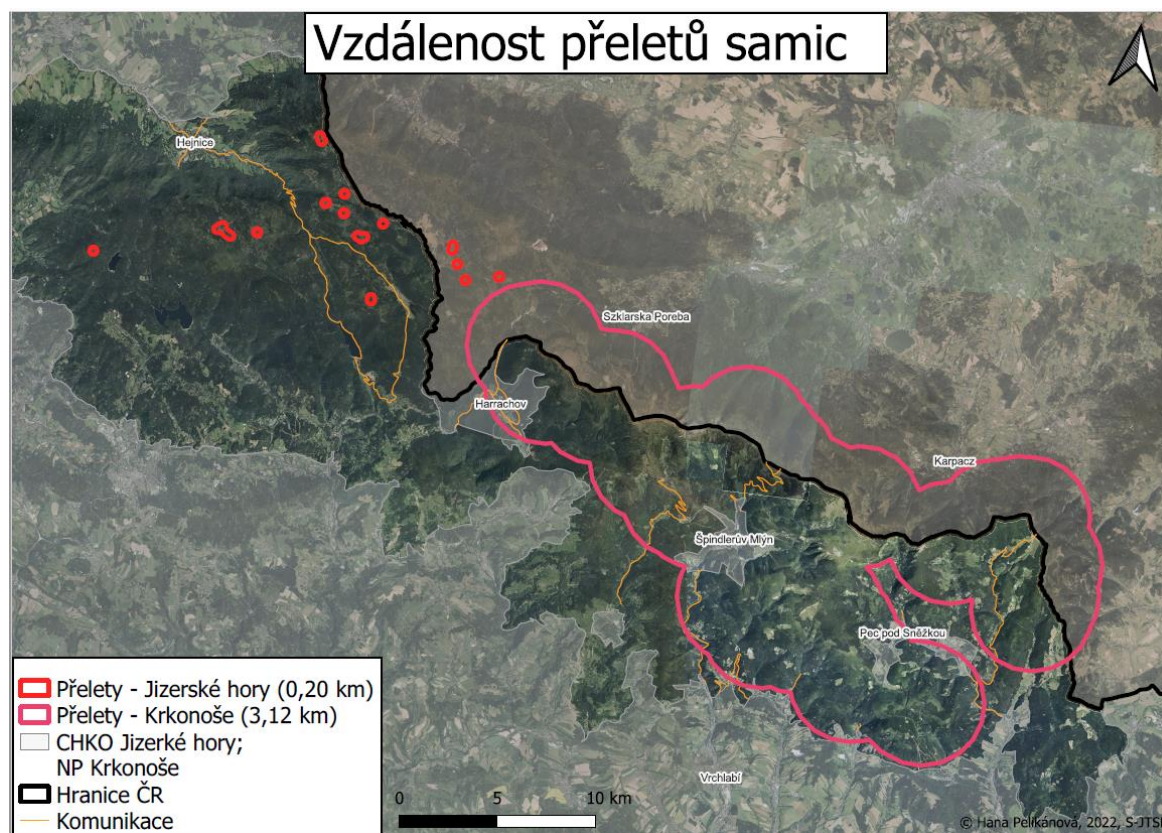 Vzdálenost přeletů samic
Hejnice
Szklarska Poreba
Harrachov
Karpacz
Špindlerův Mlýn
Pec pod Sněžkou
Vrchlabí
Přelety - Jizerské hory (0,20 km)
Přelety - Krkonoše (3,12 km)
CHKO Jizerké hory;
NP Krkonoše
Hranice ČR
Komunikace
0 5 10 km
© Hana Pelikánová, 2022, S-JTS